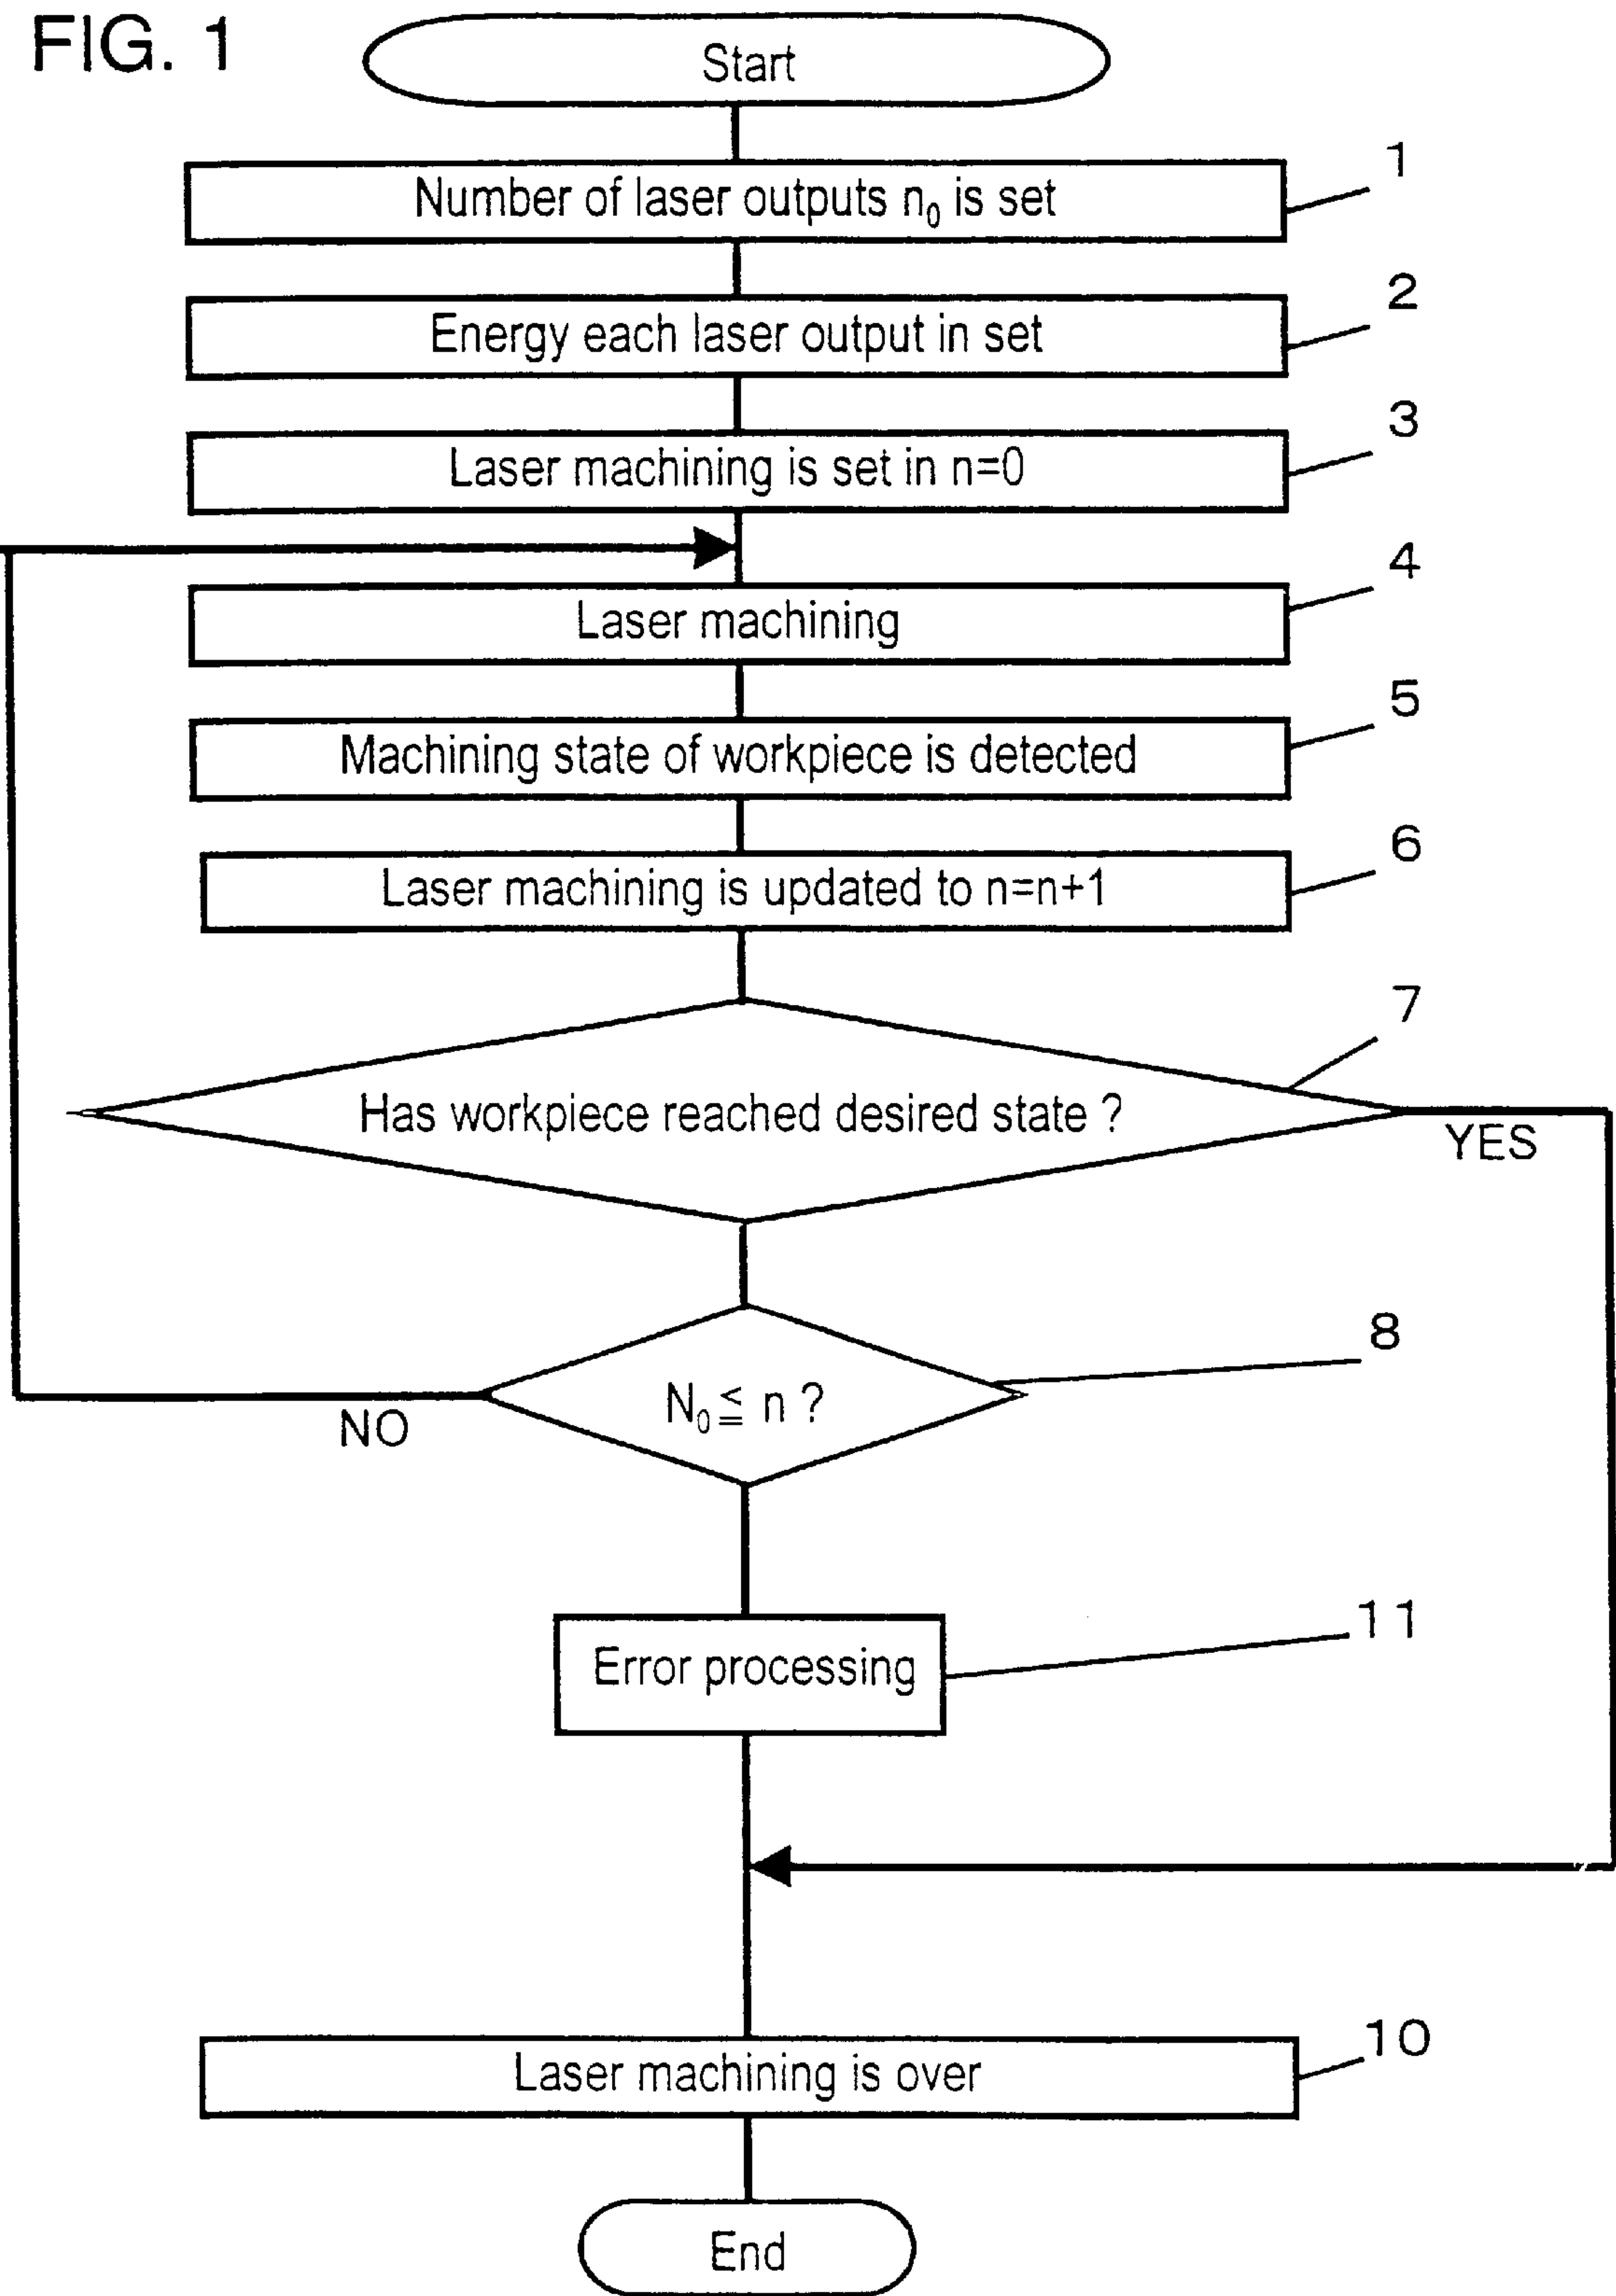 FIG. 1
Start
Number of laser outputs n₀ is set
1
Energy each laser output in set
2
Laser machining is set in n=0
3
Laser machining
4
Machining state of workpiece is detected
5
Laser machining is updated to n=n+1
6
Has workpiece reached desired state ?
7
YES
N₀ ≦ n ?
8
NO
Error processing
11
Laser machining is over
10
End